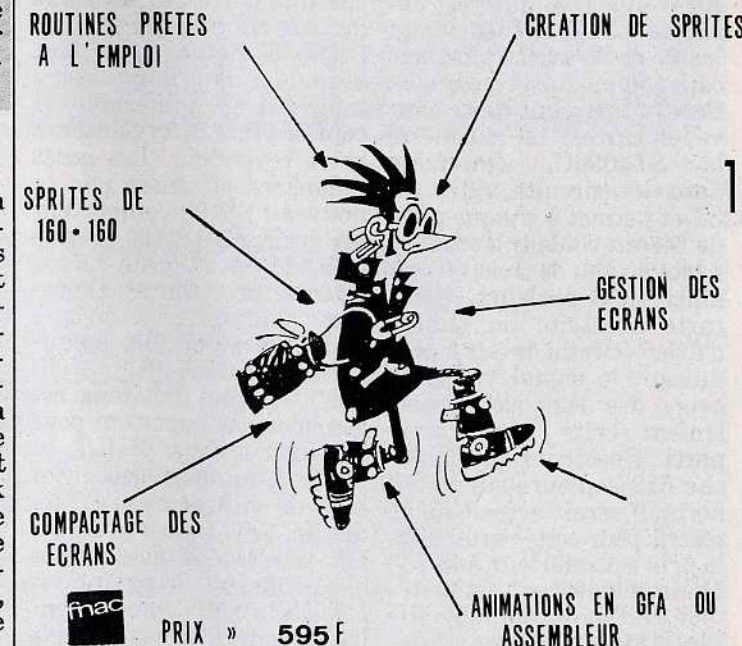 ROUTINES PRETES
A L'EMPLOI
CREATION DE SPRITES
SPRITES DE
160•160
1
GESTION DES
ECRANS
COMPACTAGE DES
ECRANS
ANIMATIONS EN GFA OU
ASSEMBLEUR
fnac
PRIX » 595 F